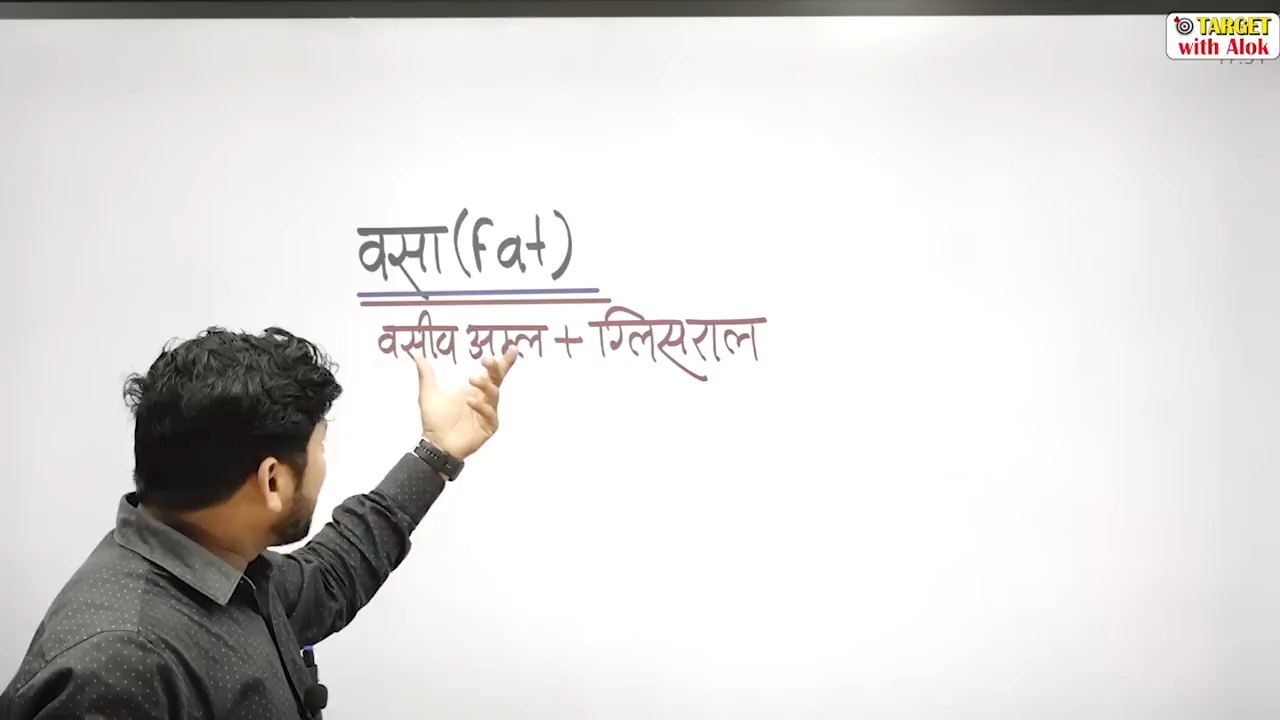 TARGET
with Alok
वसा (Fat)
वसीय अम्ल + ग्लिसराल